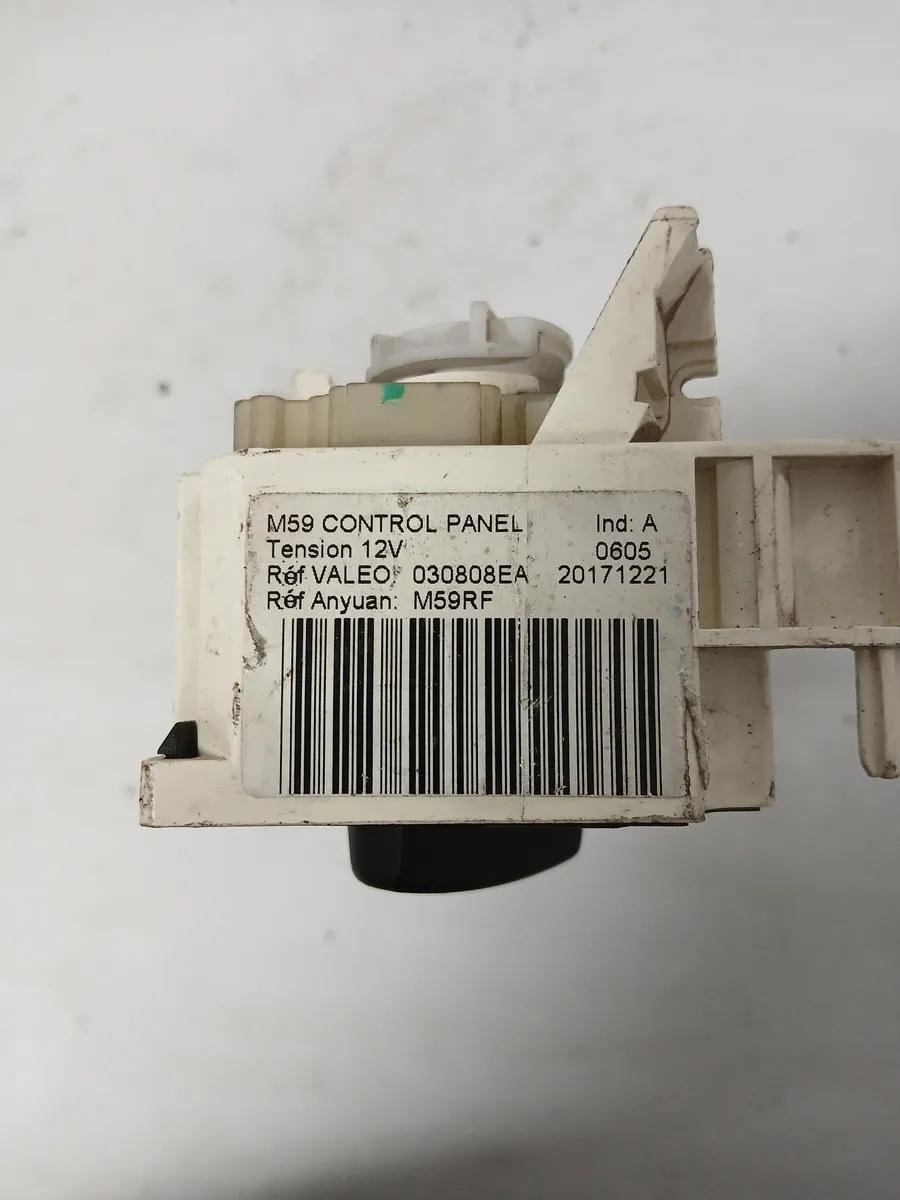 M59 CONTROL PANEL Ind: A
Tension 12V 0605
Réf VALEO: 030808EA 20171221
Réf Anyuan: M59RF